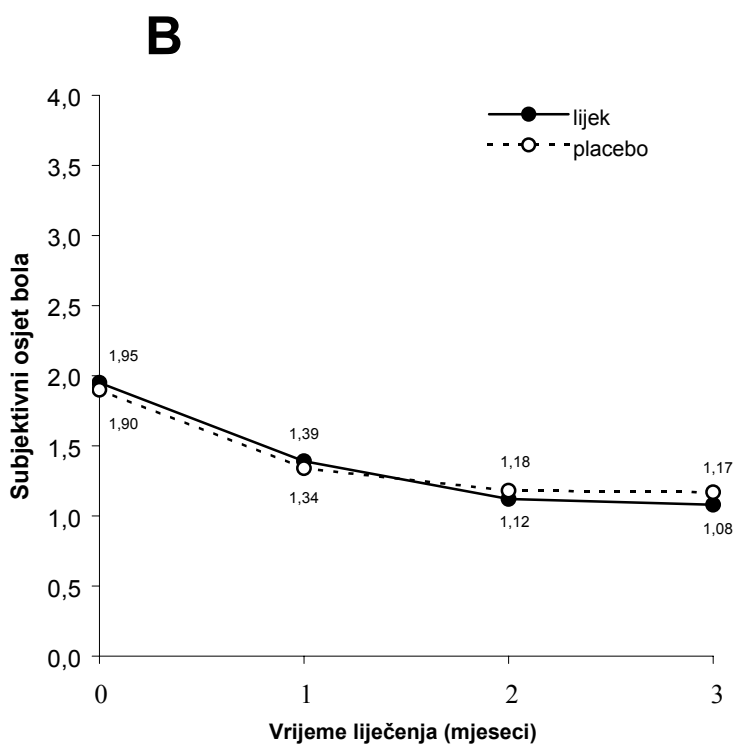 B
4,0
3,5
3,0
2,5
2,0
1,5
1,0
0,5
0,0
Subjektivni osjet bola
lijek
placebo
1,95
1,90
1,39
1,34
1,18
1,12
1,17
1,08
0 1 2 3
Vrijeme liječenja (mjeseci)